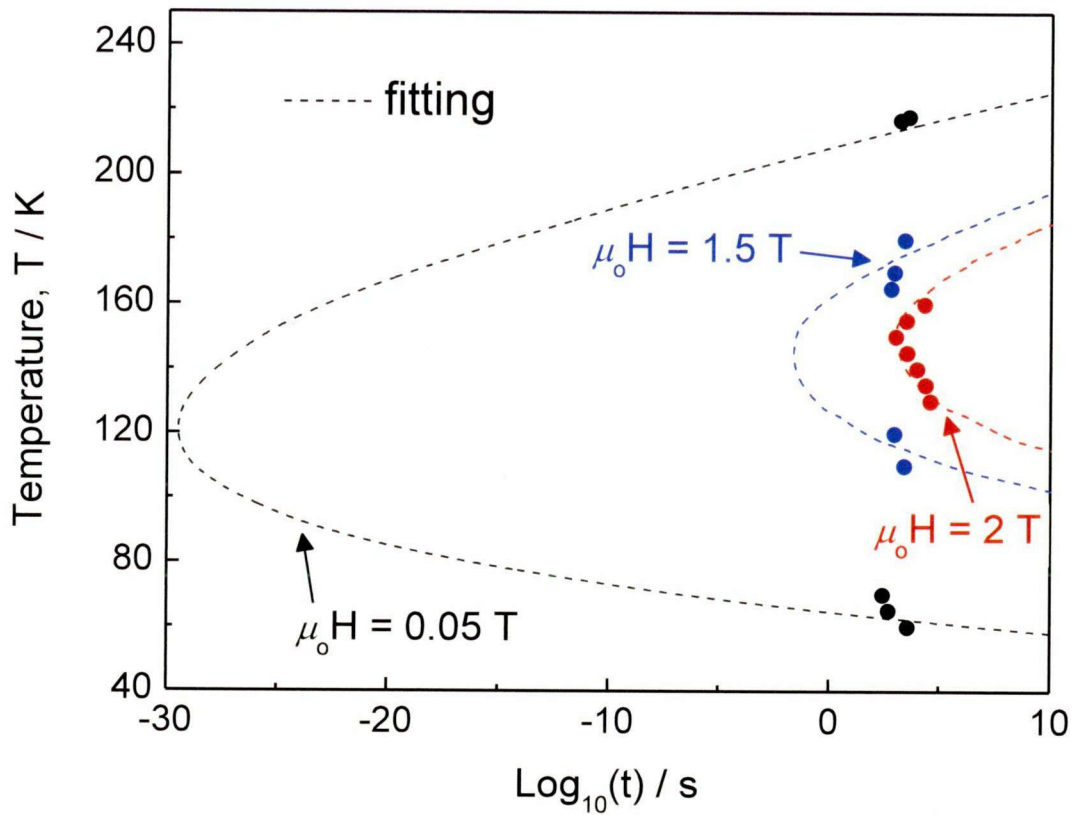 240
200
160
120
80
40
Temperature, T / K
fitting
μₒH = 1.5 T
μₒH = 2 T
μₒH = 0.05 T
-30
-20
-10
0
10
Log₁₀(t) / s